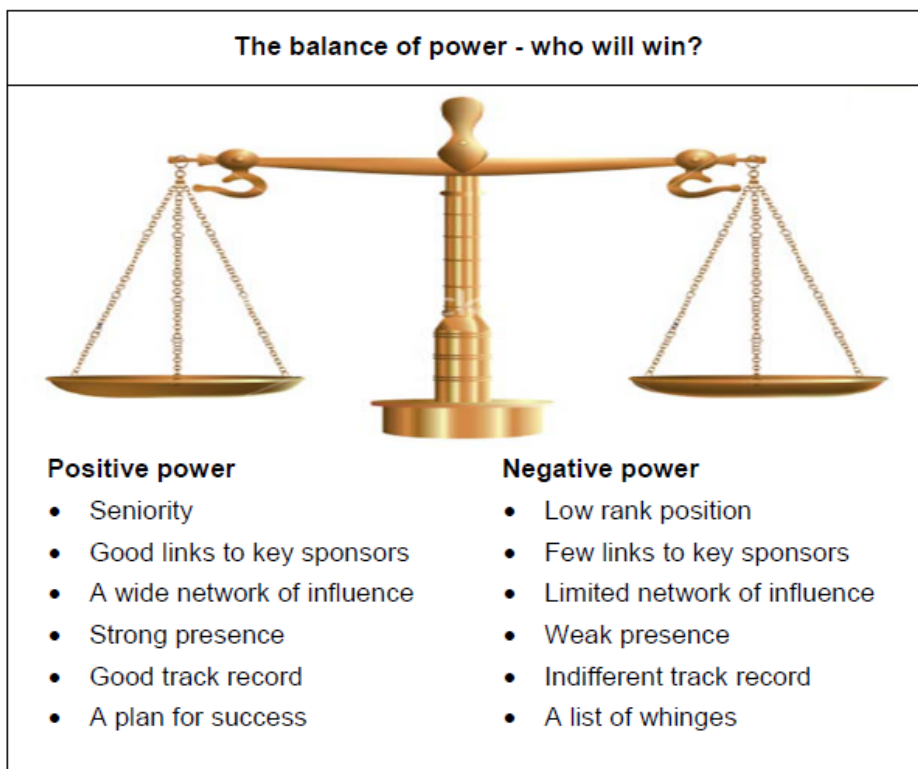 The balance of power - who will win?
Positive power
• Seniority
• Good links to key sponsors
• A wide network of influence
• Strong presence
• Good track record
• A plan for success
Negative power
• Low rank position
• Few links to key sponsors
• Limited network of influence
• Weak presence
• Indifferent track record
• A list of whinges